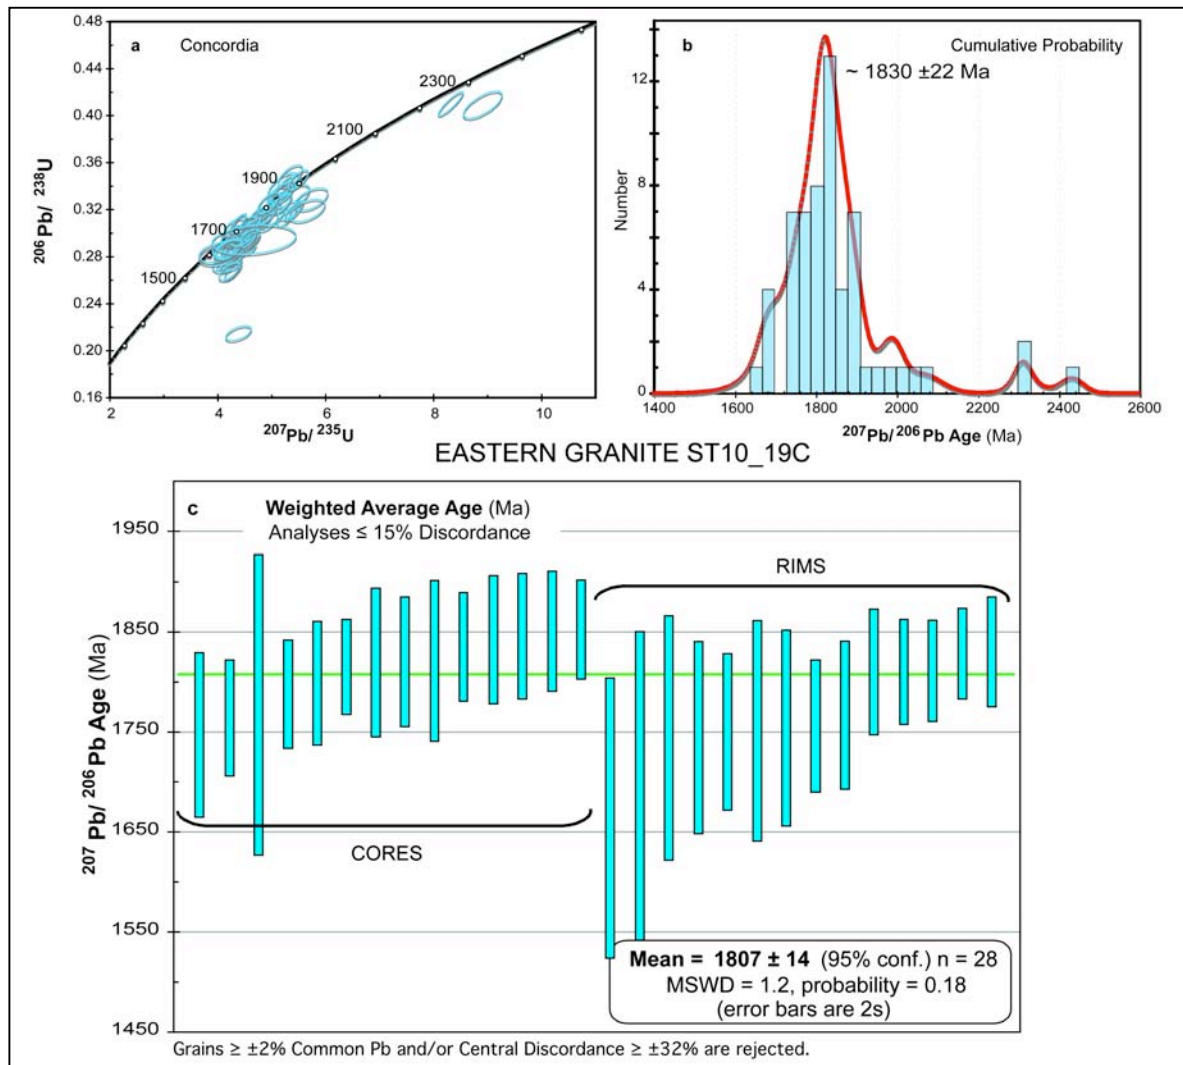 a Concordia
0.48
0.44
0.40
0.36
0.32
0.28
0.24
0.20
0.16
206Pb/ 238U
2300
2100
1900
1700
1500
2 4 6 8 10
207Pb/ 235U
b Cumulative Probability
~ 1830 ±22 Ma
12
8
4
0
Number
1400 1600 1800 2000 2200 2400 2600
207Pb/ 206Pb Age (Ma)
EASTERN GRANITE ST10_19C
c Weighted Average Age (Ma)
Analyses ≤ 15% Discordance
1950
1850
1750
1650
1550
1450
207Pb/ 206Pb Age (Ma)
RIMS
CORES
Mean = 1807 ± 14 (95% conf.) n = 28
MSWD = 1.2, probability = 0.18
(error bars are 2s)
Grains ≥ ±2% Common Pb and/or Central Discordance ≥ ±32% are rejected.